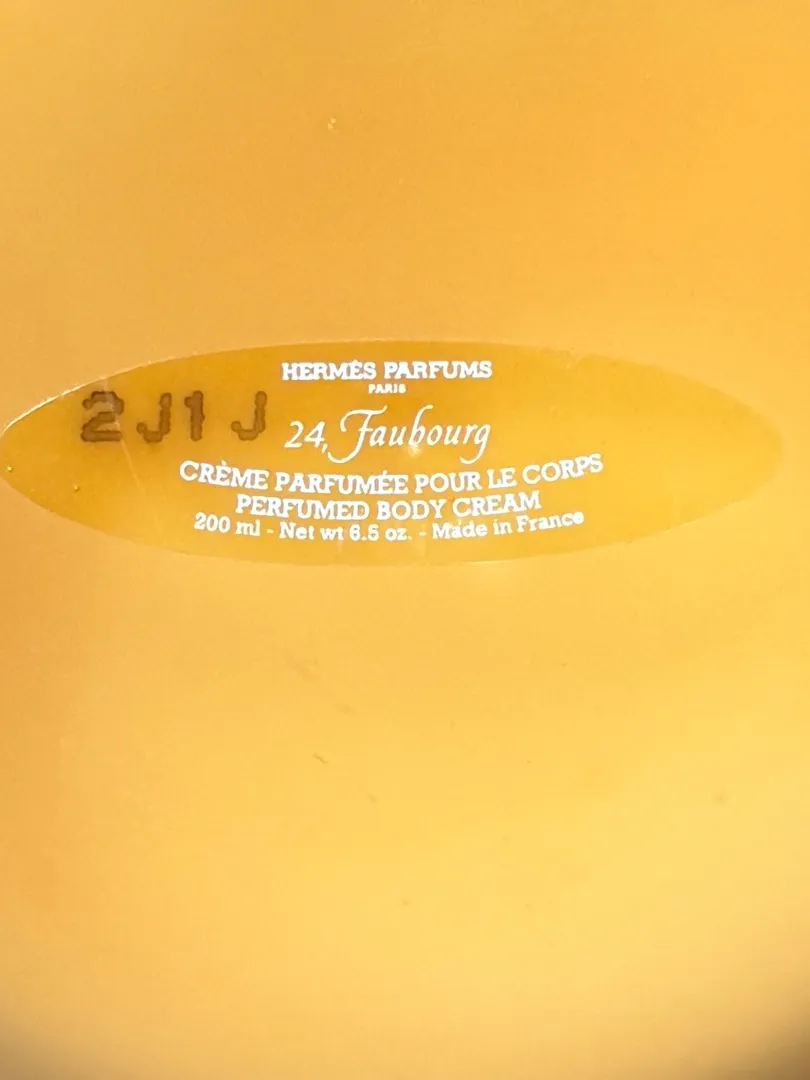 HERMÈS PARFUMS
PARIS
2J1J
24, Faubourg
CRÈME PARFUMÉE POUR LE CORPS
PERFUMED BODY CREAM
200 ml - Net wt 6.5 oz. - Made in France